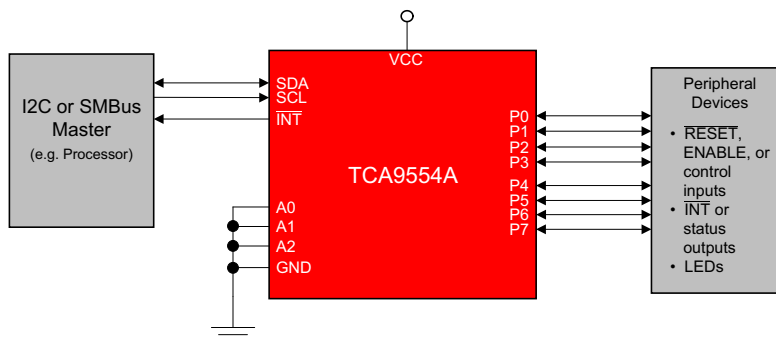 VCC
I2C or SMBus
Master
(e.g. Processor)
SDA
SCL
INT
A0
A1
A2
GND
TCA9554A
P0
P1
P2
P3
P4
P5
P6
P7
Peripheral
Devices
• RESET,
ENABLE, or
control
inputs
• INT or
status
outputs
• LEDs